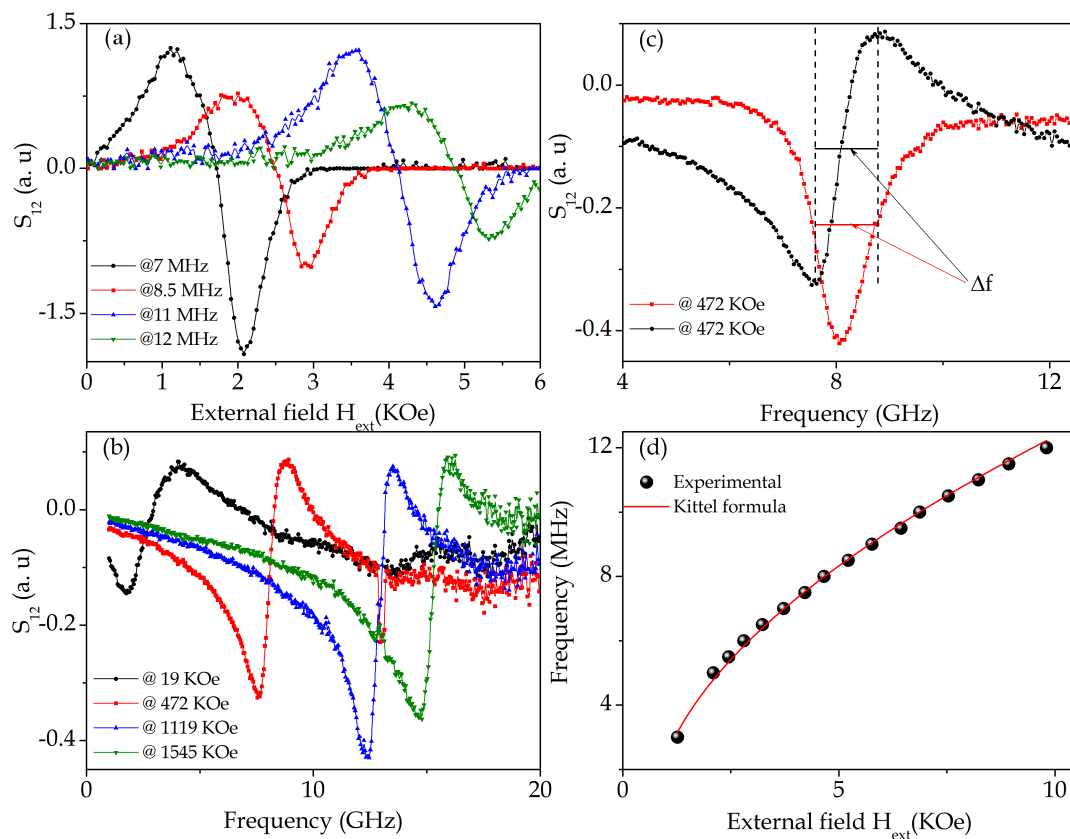 (a)
1.5
0.0
-1.5
S12 (a. u)
@7 MHz
@8.5 MHz
@11 MHz
@12 MHz
0 1 2 3 4 5 6
External field Hext(KOe)
(c)
0.0
-0.2
-0.4
S12 (a. u)
Δf
@ 472 KOe
@ 472 KOe
4 8 12
Frequency (GHz)
(b)
0.0
-0.2
-0.4
S12 (a. u)
@ 19 KOe
@ 472 KOe
@ 1119 KOe
@ 1545 KOe
10 15 20
Frequency (GHz)
(d)
12
9
3
Frequency (MHz)
Experimental
Kittel formula
0 5 10
External field Hext(KOe)